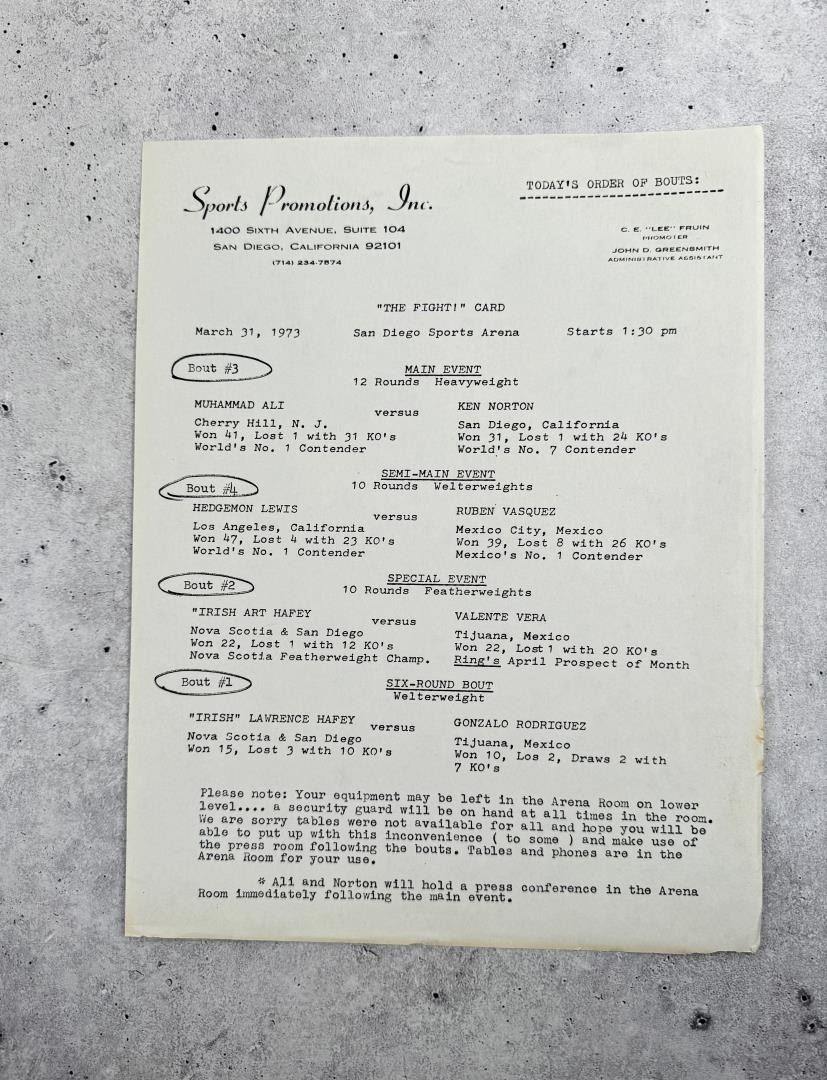 Sports Promotions, Inc.
1400 Sixth Avenue, Suite 104
San Diego, California 92101
(714) 234-7874
TODAY'S ORDER OF BOUTS:
C. E. "LEE" FRUIN
PROMOTER
JOHN D. GREENSMITH
ADMINISTRATIVE ASSISTANT
"THE FIGHT!" CARD
March 31, 1973 San Diego Sports Arena Starts 1:30 pm
Bout #3 MAIN EVENT
12 Rounds Heavyweight
MUHAMMAD ALI versus KEN NORTON
Cherry Hill, N. J. San Diego, California
Won 41, Lost 1 with 31 KO's Won 31, Lost 1 with 24 KO's
World's No. 1 Contender World's No. 7 Contender
SEMI-MAIN EVENT
Bout #4 10 Rounds Welterweights
HEDGEMON LEWIS versus RUBEN VASQUEZ
Los Angeles, California Mexico City, Mexico
Won 47, Lost 4 with 23 KO's Won 39, Lost 8 with 26 KO's
World's No. 1 Contender Mexico's No. 1 Contender
Bout #2 SPECIAL EVENT
10 Rounds Featherweights
"IRISH ART HAFEY versus VALENTE VERA
Nova Scotia & San Diego Tijuana, Mexico
Won 22, Lost 1 with 12 KO's Won 22, Lost 1 with 20 KO's
Nova Scotia Featherweight Champ. Ring's April Prospect of Month
Bout #1 SIX-ROUND BOUT
Welterweight
"IRISH" LAWRENCE HAFEY versus GONZALO RODRIGUEZ
Nova Scotia & San Diego Tijuana, Mexico
Won 15, Lost 3 with 10 KO's Won 10, Los 2, Draws 2 with
7 KO's
Please note: Your equipment may be left in the Arena Room on lower
level.... a security guard will be on hand at all times in the room.
We are sorry tables were not available for all and hope you will be
able to put up with this inconvenience ( to some ) and make use of
the press room following the bouts. Tables and phones are in the
Arena Room for your use.
* Ali and Norton will hold a press conference in the Arena
Room immediately following the main event.